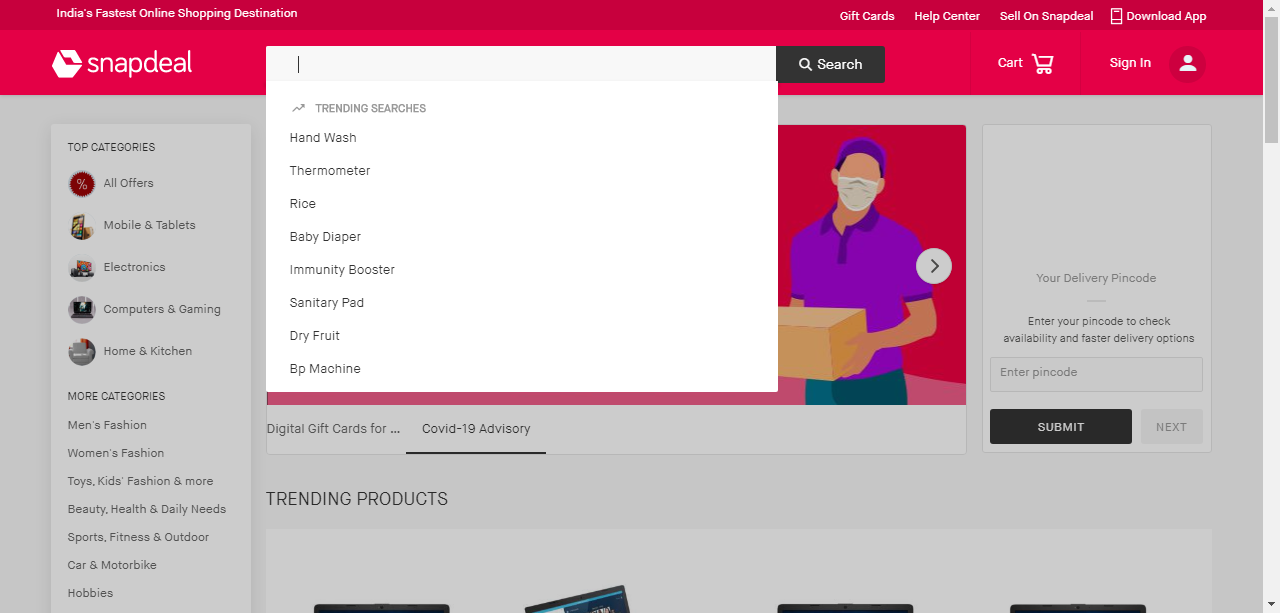 India's Fastest Online Shopping Destination
Gift Cards
Help Center
Sell On Snapdeal
Download App
snapdeal
Search
Cart
Sign In
TRENDING SEARCHES
Hand Wash
Thermometer
Rice
Baby Diaper
Immunity Booster
Sanitary Pad
Dry Fruit
Bp Machine
TOP CATEGORIES
%
All Offers
Mobile & Tablets
Electronics
Computers & Gaming
Home & Kitchen
MORE CATEGORIES
Men's Fashion
Women's Fashion
Toys, Kids' Fashion & more
Beauty, Health & Daily Needs
Sports, Fitness & Outdoor
Car & Motorbike
Hobbies
Digital Gift Cards for ...
Covid-19 Advisory
Your Delivery Pincode
Enter your pincode to check
availability and faster delivery options
Enter pincode
SUBMIT
NEXT
TRENDING PRODUCTS